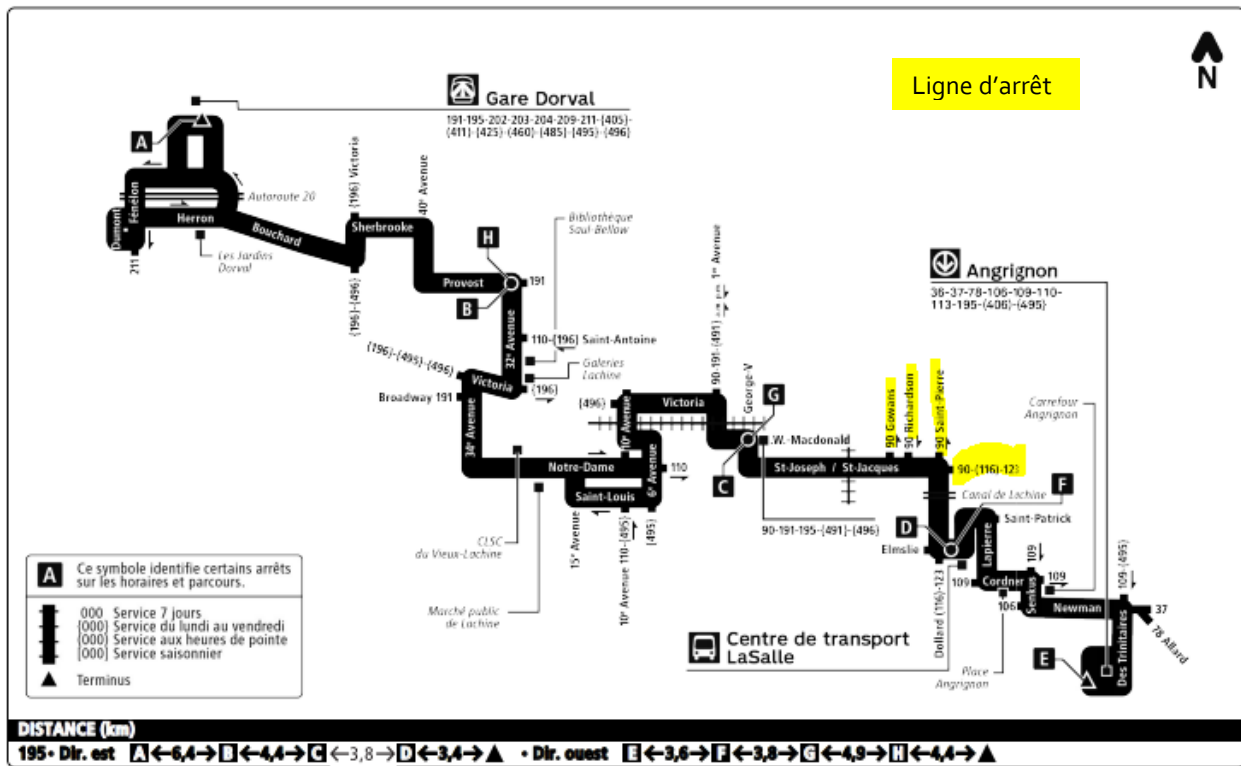 Ligne d'arrêt
N
Gare Dorval
191-195-202-203-204-209-211-(405)-
(411)-(425)-(460)-(485)-(495)-(496)
A
Autoroute 20
Fénélon
Dumont
Herron
211
Les Jardins
Dorval
Bouchard
(196) Victoria
(196)-(496)
Sherbrooke
40e Avenue
Provost
H
B
191
Bibliothèque
Saul-Bellow
32e Avenue
110-(196) Saint-Antoine
Galeries
Lachine
(196)-(495)-(496)
Victoria
(196)
Broadway 191
34e Avenue
Notre-Dame
Saint-Louis
15e Avenue
10e Avenue 110-(495)
(495)
6e Avenue
110
10e Avenue
(496)
Victoria
90-191-(491) 1re Avenue
a.m. p.m.
George-V
G
C
.W.-Macdonald
St-Joseph / St-Jacques
90-191-195-(491)-(496)
90 Gowans
90 Richardson
90 Saint-Pierre
90-(116)-123
Canal de Lachine
Angrignon
36-37-78-106-109-110-
113-195-(406)-(495)
Carrefour
Angrignon
F
D
Elmslie
Saint-Patrick
Lapierre
Dollard (116)-123
109
Cordner
109
Senkus
109
106
Newman
109-(495)
37
78 Allard
Des Trinitaires
E
Place
Angrignon
Centre de transport
LaSalle
CLSC
du Vieux-Lachine
Marché public
de Lachine
A Ce symbole identifie certains arrêts
sur les horaires et parcours.
000 Service 7 jours
(000) Service du lundi au vendredi
{000} Service aux heures de pointe
[000] Service saisonnier
Terminus
DISTANCE (km)
195• Dir. est A ←6,4→ B ←4,4→ C ←3,8→ D ←3,4→ ▲ • Dir. ouest E ←3,6→ F ←3,8→ G ←4,9→ H ←4,4→ ▲